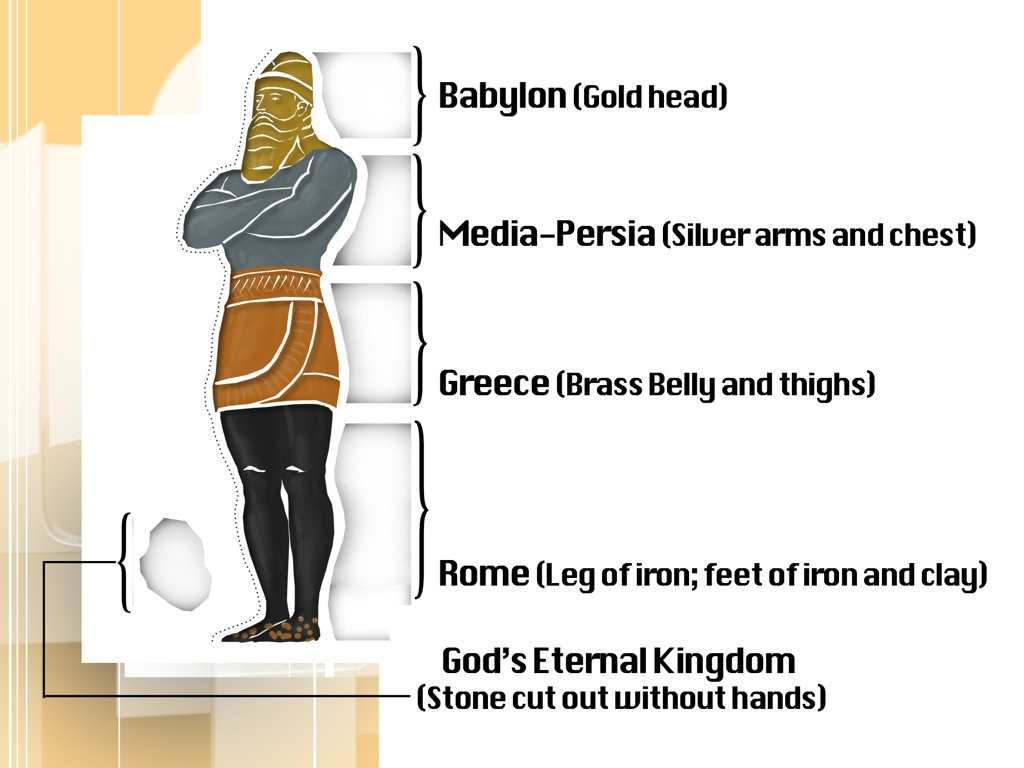 Babylon (Gold head)
Media-Persia (Silver arms and chest)
Greece (Brass Belly and thighs)
Rome (Leg of iron; feet of iron and clay)
God's Eternal Kingdom
(Stone cut out without hands)